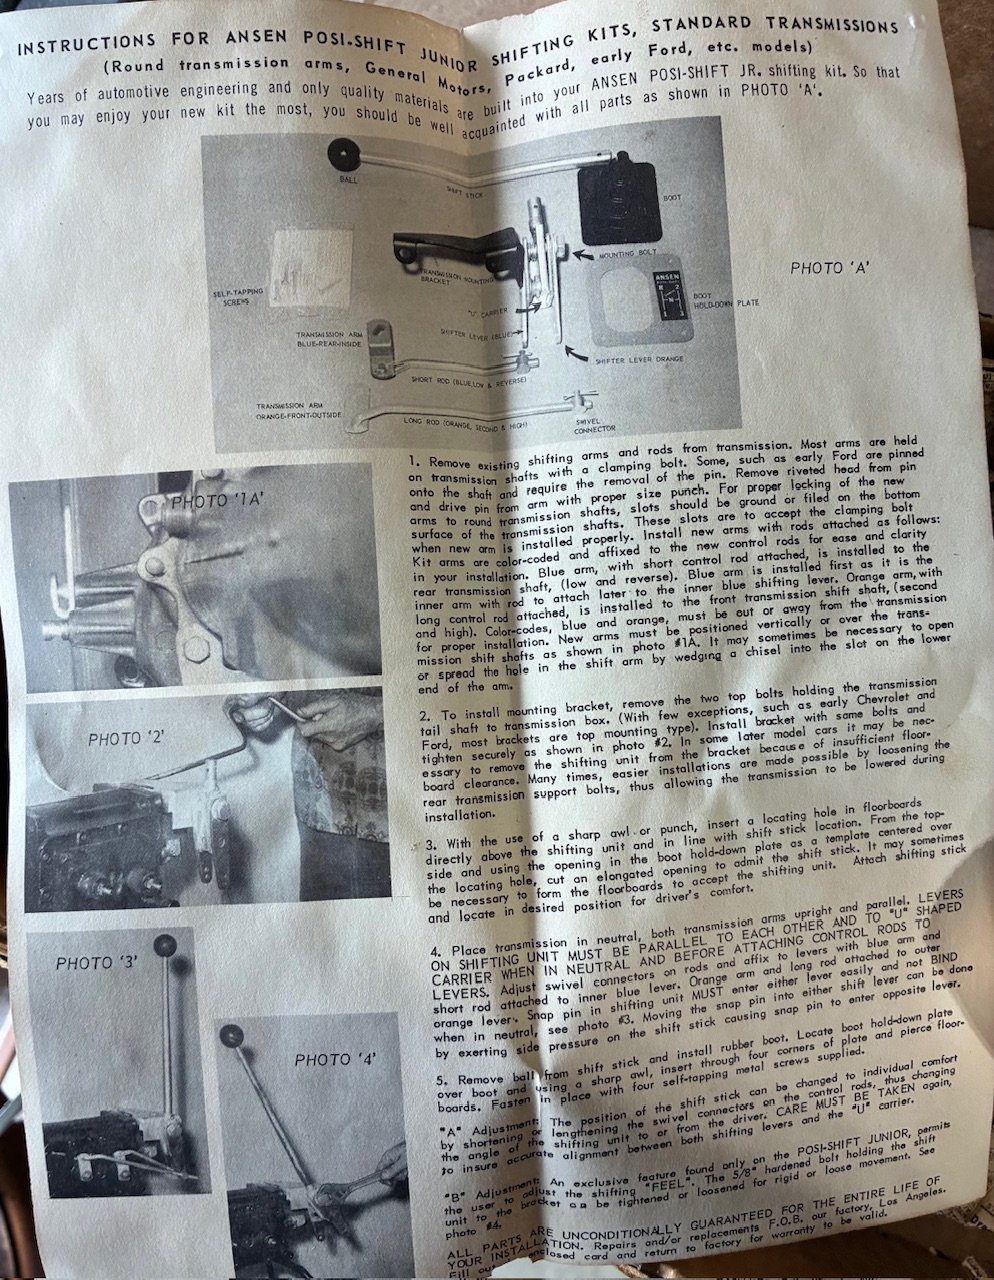 INSTRUCTIONS FOR ANSEN POSI-SHIFT JUNIOR SHIFTING KITS, STANDARD TRANSMISSIONS
(Round transmission arms, General Motors, Packard, early Ford, etc. models)
Years of automotive engineering and only quality materials are built into your ANSEN POSI-SHIFT JR. shifting kit. So that
you may enjoy your new kit the most, you should be well acquainted with all parts as shown in PHOTO 'A'.
BALL
SHIFT STICK
BOOT
MOUNTING BOLT
TRANSMISSION MOUNTING
BRACKET
PHOTO 'A'
SELF-TAPPING
SCREWS
ANSEN
R 2
N
L 3
BOOT
HOLD-DOWN PLATE
"U" CARRIER
SHIFTER LEVER (BLUE)
TRANSMISSION ARM
BLUE-REAR-INSIDE
SHIFTER LEVER ORANGE
SHORT ROD (BLUE, LOW & REVERSE)
TRANSMISSION ARM
ORANGE-FRONT-OUTSIDE
LONG ROD (ORANGE, SECOND & HIGH)
SWIVEL
CONNECTOR
PHOTO '1A'
PHOTO '2'
PHOTO '3'
PHOTO '4'
1. Remove existing shifting arms and rods from transmission. Most arms are held
on transmission shafts with a clamping bolt. Some, such as early Ford are pinned
onto the shaft and require the removal of the pin. Remove riveted head from pin
and drive pin from arm with proper size punch. For proper locking of the new
arms to round transmission shafts, slots should be ground or filed on the bottom
surface of the transmission shafts. These slots are to accept the clamping bolt
when new arm is installed properly. Install new arms with rods attached as follows:
Kit arms are color-coded and affixed to the new control rods for ease and clarity
in your installation. Blue arm, with short control rod attached, is installed to the
rear transmission shaft, (low and reverse). Blue arm is installed first as it is the
inner arm with rod to attach later to the inner blue shifting lever. Orange arm, with
long control rod attached, is installed to the front transmission shift shaft, (second
and high). Color-codes, blue and orange, must be out or away from the transmission
for proper installation. New arms must be positioned vertically or over the trans-
mission shift shafts as shown in photo #1A. It may sometimes be necessary to open
or spread the hole in the shift arm by wedging a chisel into the slot on the lower
end of the arm.
2. To install mounting bracket, remove the two top bolts holding the transmission
tail shaft to transmission box. (With few exceptions, such as early Chevrolet and
Ford, most brackets are top mounting type). Install bracket with same bolts and
tighten securely as shown in photo #2. In some later model cars it may be nec-
essary to remove the shifting unit from the bracket because of insufficient floor-
board clearance. Many times, easier installations are made possible by loosening the
rear transmission support bolts, thus allowing the transmission to be lowered during
installation.
3. With the use of a sharp awl or punch, insert a locating hole in floorboards
directly above the shifting unit and in line with shift stick location. From the top-
side and using the opening in the boot hold-down plate as a template centered over
the locating hole, cut an elongated opening to admit the shift stick. It may sometimes
be necessary to form the floorboards to accept the shifting unit. Attach shifting stick
and locate in desired position for driver's comfort.
4. Place transmission in neutral, both transmission arms upright and parallel. LEVERS
ON SHIFTING UNIT MUST BE PARALLEL TO EACH OTHER AND TO "U" SHAPED
CARRIER WHEN IN NEUTRAL AND BEFORE ATTACHING CONTROL RODS TO
LEVERS. Adjust swivel connectors on rods and affix to levers with blue arm and
short rod attached to inner blue lever. Orange arm and long rod attached to outer
orange lever. Snap pin in shifting unit MUST enter either lever easily and not BIND
when in neutral, see photo #3. Moving the snap pin into either shift lever can be done
by exerting side pressure on the shift stick causing snap pin to enter opposite lever.
5. Remove ball from shift stick and install rubber boot. Locate boot hold-down plate
over boot and using a sharp awl, insert through four corners of plate and pierce floor-
boards. Fasten in place with four self-tapping metal screws supplied.
"A" Adjustment: The position of the shift stick can be changed to individual comfort
by shortening or lengthening the swivel connectors on the control rods, thus changing
the angle of the shifting unit to or from the driver. CARE MUST BE TAKEN again,
to insure accurate alignment between both shifting levers and the "U" carrier.
"B" Adjustment: An exclusive feature found only on the POSI-SHIFT JUNIOR, permits
the user to adjust the shifting "FEEL". The 5/8" hardened bolt holding the shift
unit to the bracket can be tightened or loosened for rigid or loose movement. See
photo #4.
ALL PARTS ARE UNCONDITIONALLY GUARANTEED FOR THE ENTIRE LIFE OF
YOUR INSTALLATION. Repairs and/or replacements F.O.B. our factory, Los Angeles.
Fill out enclosed card and return to factory for warranty to be valid.